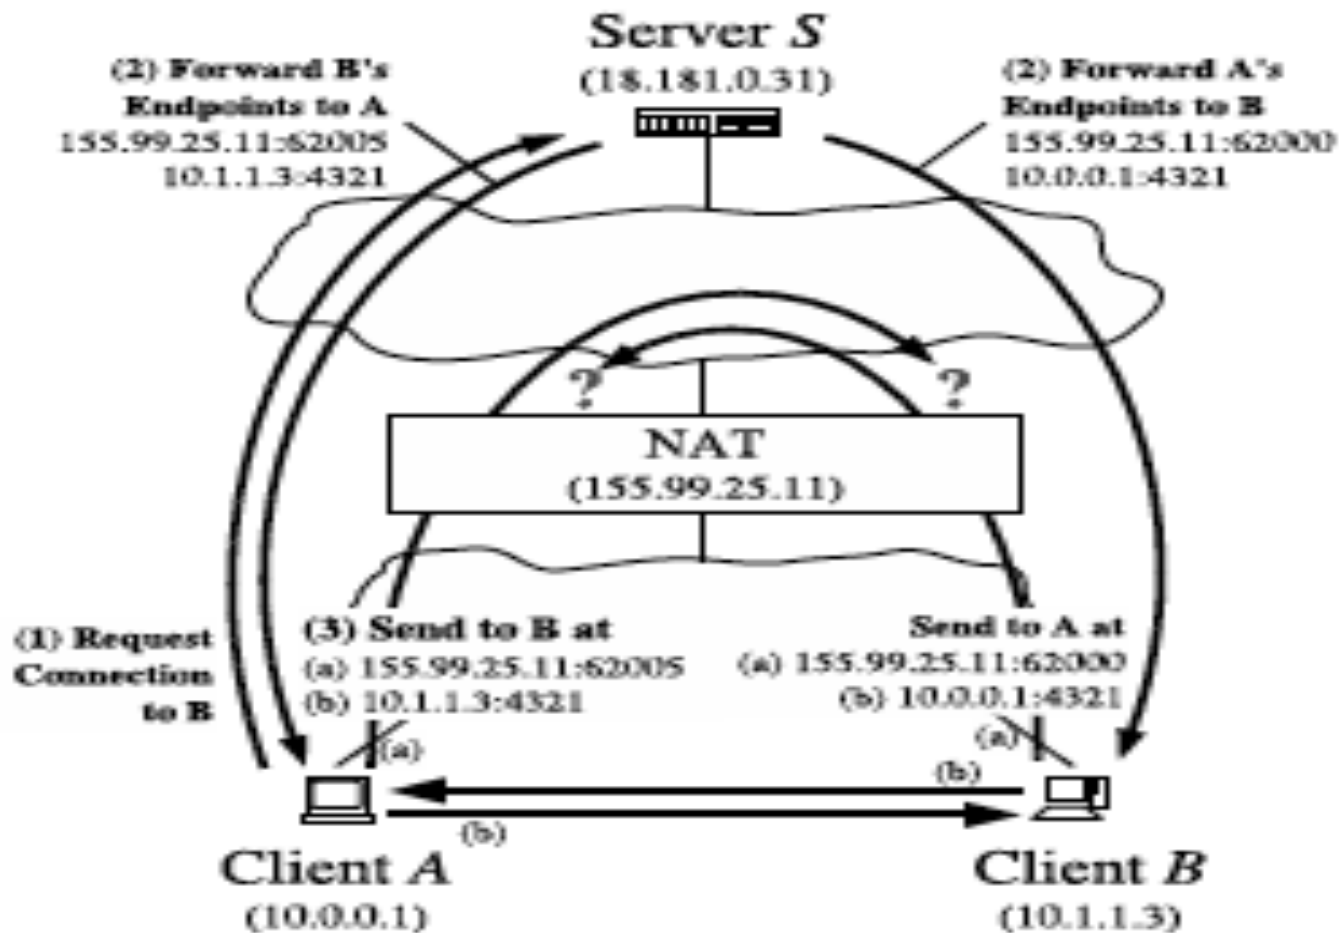 Server S
(18.181.0.31)
(2) Forward B's
Endpoints to A
155.99.25.11:62005
10.1.1.3:4321
(2) Forward A's
Endpoints to B
155.99.25.11:62000
10.0.0.1:4321
?
?
NAT
(155.99.25.11)
(1) Request
Connection
to B
(3) Send to B at
(a) 155.99.25.11:62005
(b) 10.1.1.3:4321
Send to A at
(a) 155.99.25.11:62000
(b) 10.0.0.1:4321
(a)
(a)
(b)
(b)
Client A
(10.0.0.1)
Client B
(10.1.1.3)